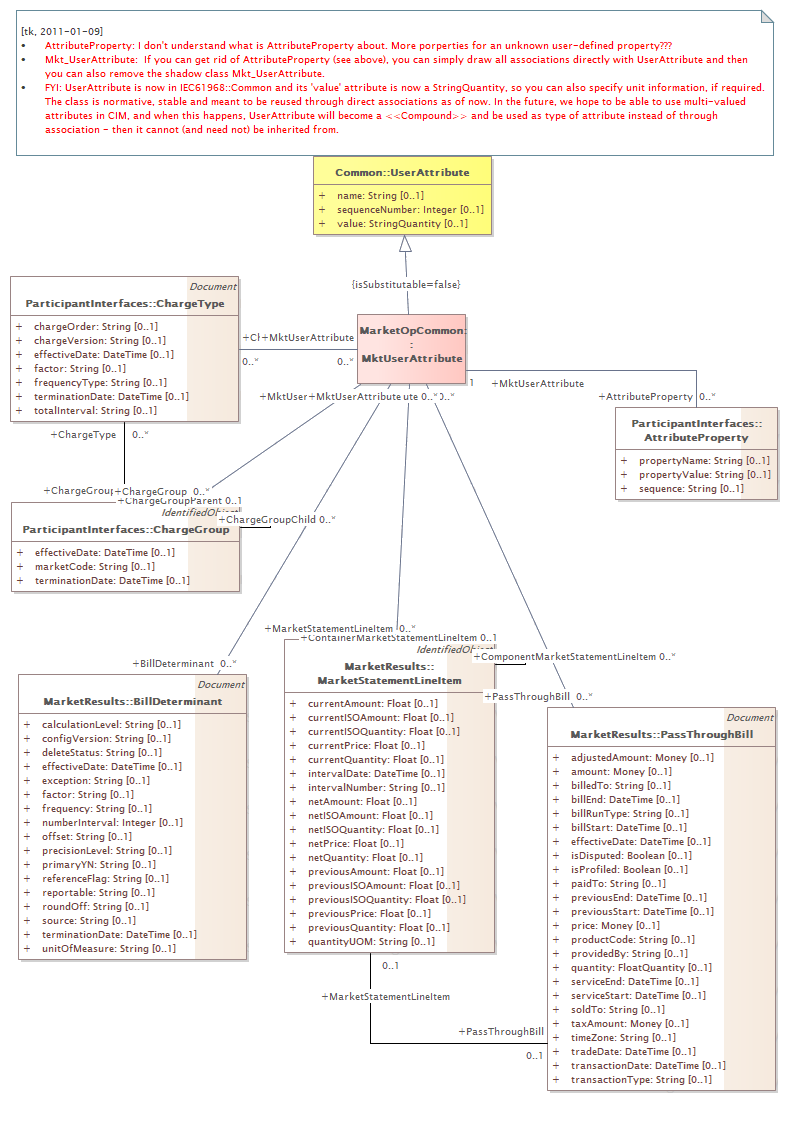 [tk, 2011-01-09]
• AttributeProperty: I don't understand what is AttributeProperty about. More porperties for an unknown user-defined property???
• Mkt_UserAttribute: If you can get rid of AttributeProperty (see above), you can simply draw all associations directly with UserAttribute and then
you can also remove the shadow class Mkt_UserAttribute.
• FYI: UserAttribute is now in IEC61968::Common and its 'value' attribute is now a StringQuantity, so you can also specify unit information, if required.
The class is normative, stable and meant to be reused through direct associations as of now. In the future, we hope to be able to use multi-valued
attributes in CIM, and when this happens, UserAttribute will become a <<Compound>> and be used as type of attribute instead of through
association - then it cannot (and need not) be inherited from.
Common::UserAttribute
+ name: String [0..1]
+ sequenceNumber: Integer [0..1]
+ value: StringQuantity [0..1]
{isSubstitutable=false}
Document
ParticipantInterfaces::ChargeType
+ chargeOrder: String [0..1]
+ chargeVersion: String [0..1]
+ effectiveDate: DateTime [0..1]
+ factor: String [0..1]
+ frequencyType: String [0..1]
+ terminationDate: DateTime [0..1]
+ totalInterval: String [0..1]
+Cl +MktUserAttribute
0..* 0..*
MarketOpCommon:
:
MktUserAttribute
1
+MktUserAttribute
+AttributeProperty 0..*
+MktUser +MktUserAttribute ute 0..* 0..*
ParticipantInterfaces::
AttributeProperty
+ propertyName: String [0..1]
+ propertyValue: String [0..1]
+ sequence: String [0..1]
+ChargeType 0..*
+ChargeGroup +ChargeGroup 0..*
+ChargeGroupParent 0..1
IdentifiedObject
+ChargeGroupChild 0..*
ParticipantInterfaces::ChargeGroup
+ effectiveDate: DateTime [0..1]
+ marketCode: String [0..1]
+ terminationDate: DateTime [0..1]
+MarketStatementLineItem 0..*
+ContainerMarketStatementLineItem 0..1
IdentifiedObject
+ComponentMarketStatementLineItem 0..*
+BillDeterminant 0..*
+PassThroughBill 0..*
Document
MarketResults::BillDeterminant
+ calculationLevel: String [0..1]
+ configVersion: String [0..1]
+ deleteStatus: String [0..1]
+ effectiveDate: DateTime [0..1]
+ exception: String [0..1]
+ factor: String [0..1]
+ frequency: String [0..1]
+ numberInterval: Integer [0..1]
+ offset: String [0..1]
+ precisionLevel: String [0..1]
+ primaryYN: String [0..1]
+ referenceFlag: String [0..1]
+ reportable: String [0..1]
+ roundOff: String [0..1]
+ source: String [0..1]
+ terminationDate: DateTime [0..1]
+ unitOfMeasure: String [0..1]
MarketResults::
MarketStatementLineItem
+ currentAmount: Float [0..1]
+ currentISOAmount: Float [0..1]
+ currentISOQuantity: Float [0..1]
+ currentPrice: Float [0..1]
+ currentQuantity: Float [0..1]
+ intervalDate: DateTime [0..1]
+ intervalNumber: String [0..1]
+ netAmount: Float [0..1]
+ netISOAmount: Float [0..1]
+ netISOQuantity: Float [0..1]
+ netPrice: Float [0..1]
+ netQuantity: Float [0..1]
+ previousAmount: Float [0..1]
+ previousISOAmount: Float [0..1]
+ previousISOQuantity: Float [0..1]
+ previousPrice: Float [0..1]
+ previousQuantity: Float [0..1]
+ quantityUOM: String [0..1]
Document
MarketResults::PassThroughBill
+ adjustedAmount: Money [0..1]
+ amount: Money [0..1]
+ billedTo: String [0..1]
+ billEnd: DateTime [0..1]
+ billRunType: String [0..1]
+ billStart: DateTime [0..1]
+ effectiveDate: DateTime [0..1]
+ isDisputed: Boolean [0..1]
+ isProfiled: Boolean [0..1]
+ paidTo: String [0..1]
+ previousEnd: DateTime [0..1]
+ previousStart: DateTime [0..1]
+ price: Money [0..1]
+ productCode: String [0..1]
+ providedBy: String [0..1]
+ quantity: FloatQuantity [0..1]
+ serviceEnd: DateTime [0..1]
+ serviceStart: DateTime [0..1]
+ soldTo: String [0..1]
+ taxAmount: Money [0..1]
+ timeZone: String [0..1]
+ tradeDate: DateTime [0..1]
+ transactionDate: DateTime [0..1]
+ transactionType: String [0..1]
0..1
+MarketStatementLineItem
+PassThroughBill
0..1